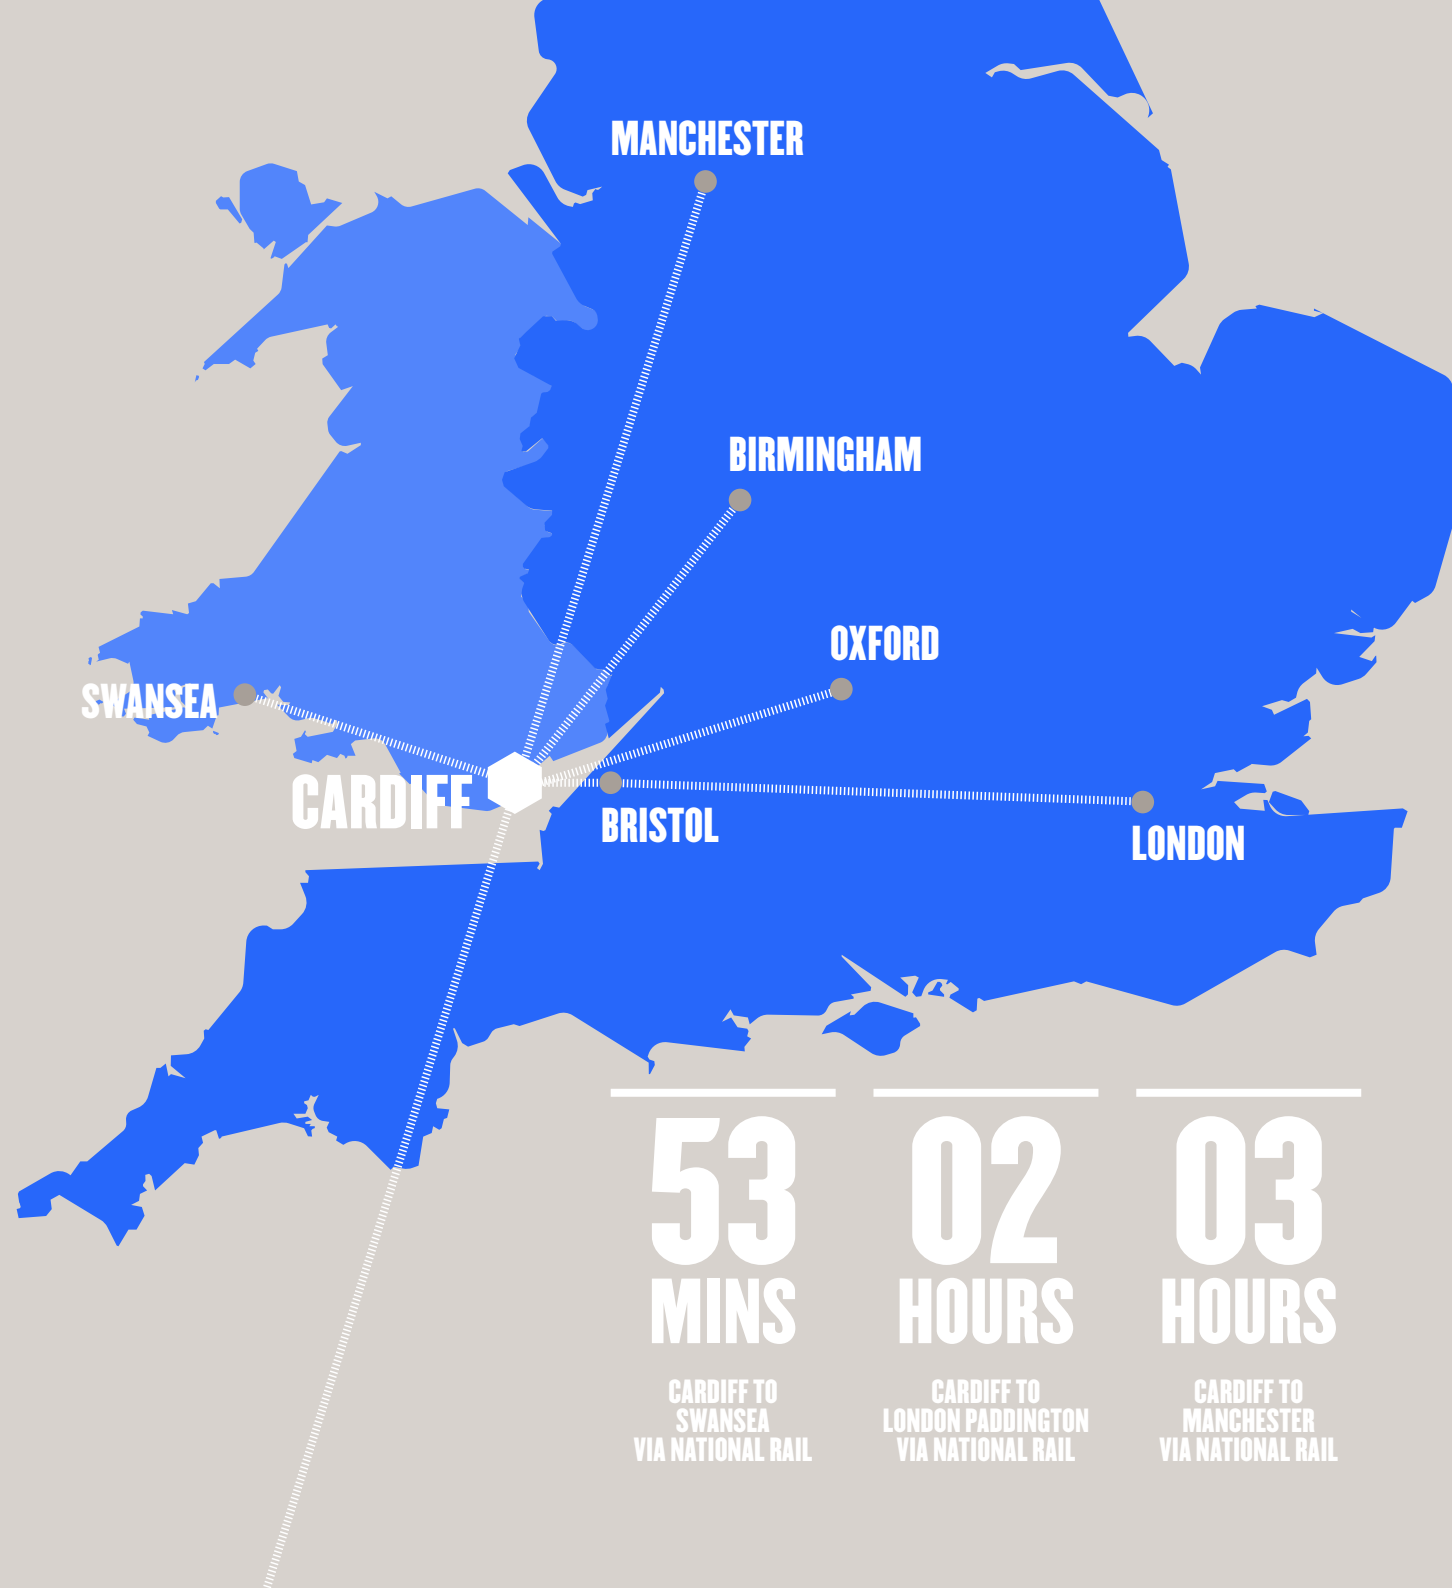 MANCHESTER
BIRMINGHAM
OXFORD
SWANSEA
CARDIFF
BRISTOL
LONDON
53
MINS
CARDIFF TO
SWANSEA
VIA NATIONAL RAIL
02
HOURS
CARDIFF TO
LONDON PADDINGTON
VIA NATIONAL RAIL
03
HOURS
CARDIFF TO
MANCHESTER
VIA NATIONAL RAIL